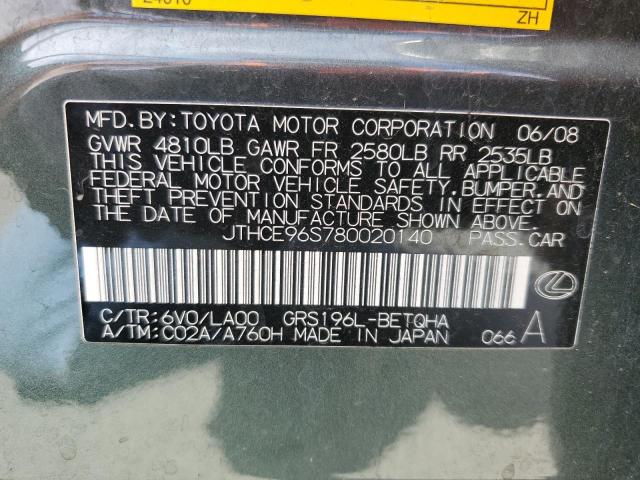 ZH
MFD. BY: TOYOTA MOTOR CORPORATION 06/08
GVWR 4810LB GAWR FR 2580LB RR 2535LB
THIS VEHICLE CONFORMS TO ALL APPLICABLE
FEDERAL MOTOR VEHICLE SAFETY, BUMPER, AND
THEFT PREVENTION STANDARDS IN EFFECT ON
THE DATE OF MANUFACTURE SHOWN ABOVE.
JTHCE96S780020140 PASS. CAR
C/TR: 6V0/LA00 GRS196L-BETQHA
A/TM: C02A/A760H MADE IN JAPAN 066 A